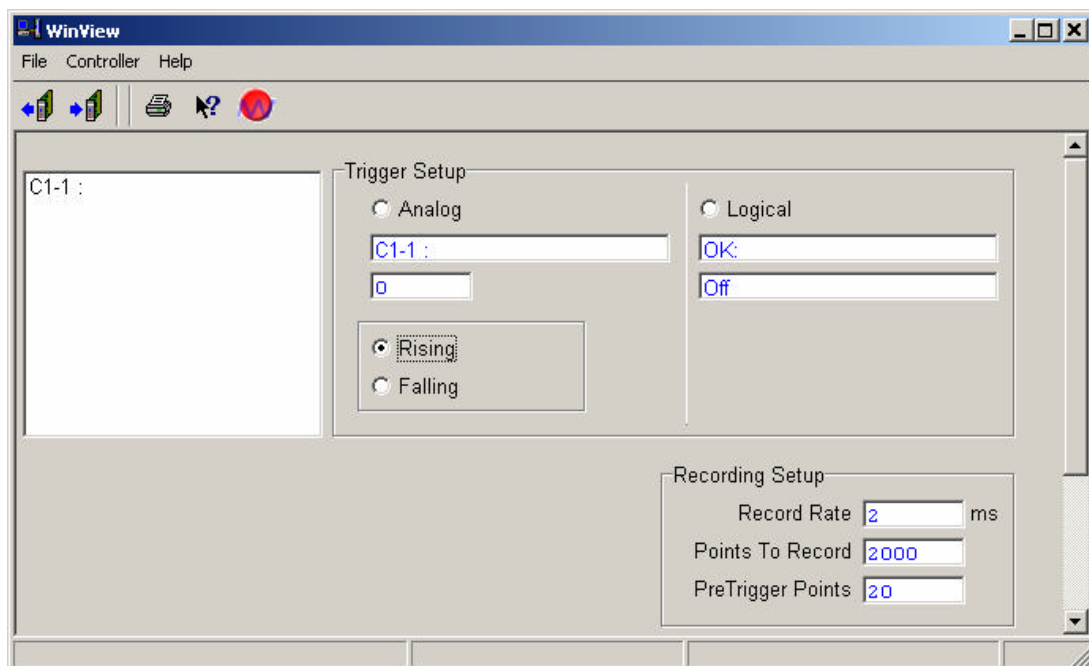 WinView
File Controller Help
C1-1 :
Trigger Setup
Analog
C1-1 :
0
Rising
Falling
Logical
OK:
Off
Recording Setup
Record Rate 2 ms
Points To Record 2000
PreTrigger Points 20